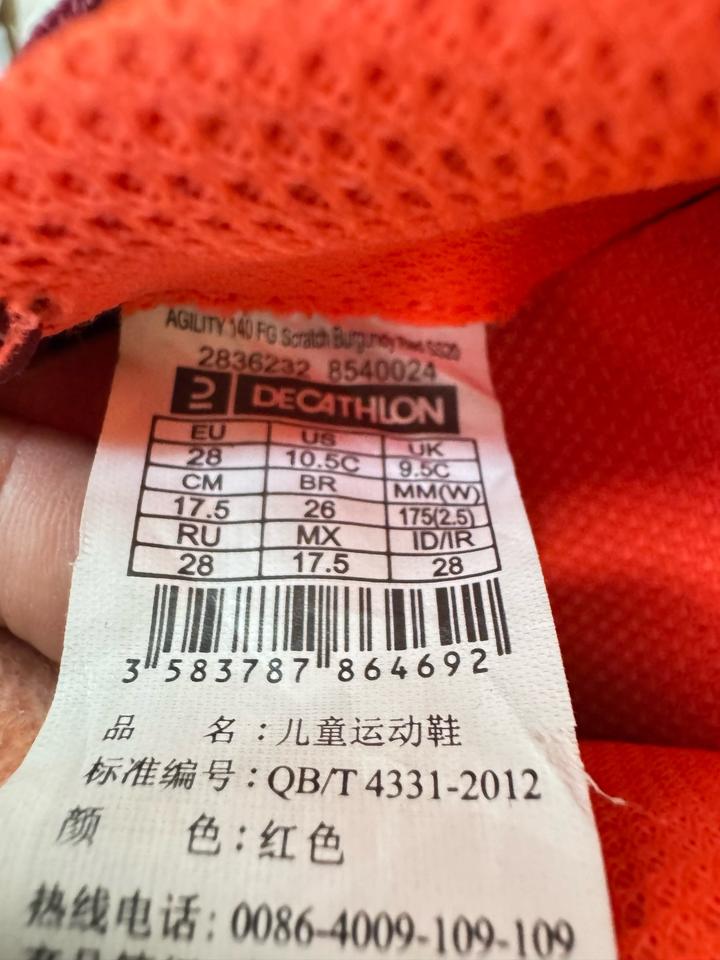 AGILITY 140 FG Scratch Burgundy SS20
2836232 8540024
DECATHLON
EU US UK
28 10.5C 9.5C
CM BR MM(W)
17.5 26 175(2.5)
RU MX ID/IR
28 17.5 28
3 583787 864692
品 名：儿童运动鞋
标准编号：QB/T 4331-2012
颜 色：红色
热线电话：0086-4009-109-109